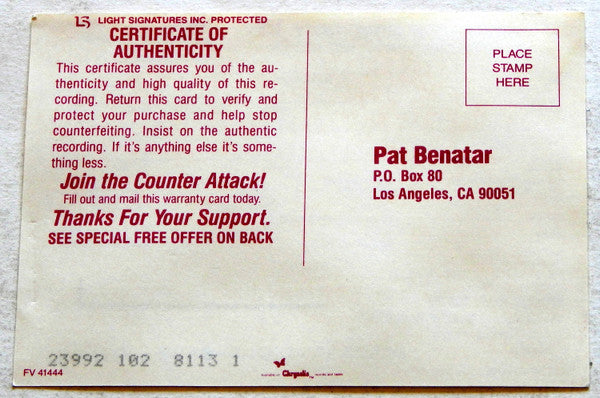 LS LIGHT SIGNATURES INC. PROTECTED
CERTIFICATE OF
AUTHENTICITY
This certificate assures you of the au-
thenticity and high quality of this re-
cording. Return this card to verify and
protect your purchase and help stop
counterfeiting. Insist on the authentic
recording. If it's anything else it's some-
thing less.
Join the Counter Attack!
Fill out and mail this warranty card today.
Thanks For Your Support.
SEE SPECIAL FREE OFFER ON BACK
PLACE
STAMP
HERE
Pat Benatar
P.O. Box 80
Los Angeles, CA 90051
23992 102 8113 1
FV 41444
Chrysalis